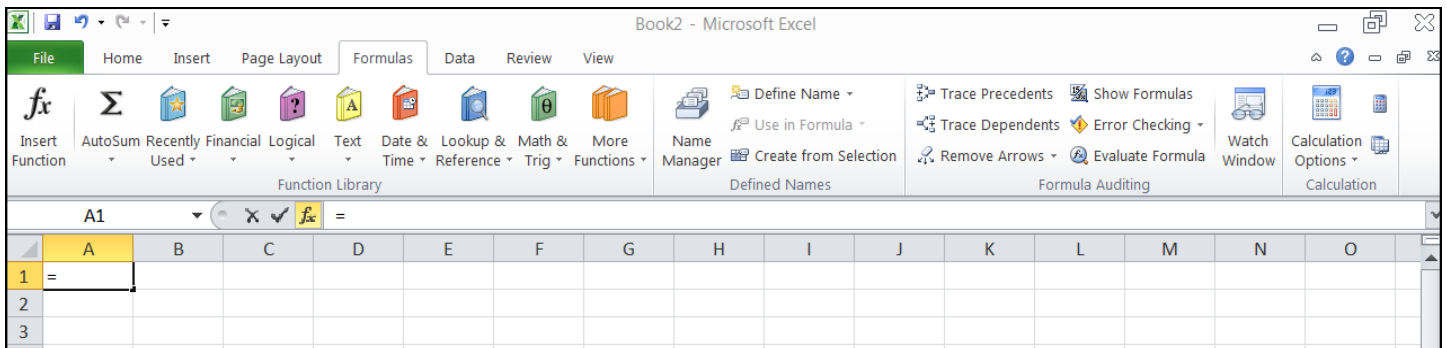 Book2 - Microsoft Excel
File Home Insert Page Layout Formulas Data Review View
fx Σ ? A θ Define Name Trace Precedents Show Formulas
Insert AutoSum Recently Financial Logical Text Date & Lookup & Math & More Name Use in Formula Trace Dependents Error Checking Watch Calculation
Function Used Time Reference Trig Functions Manager Create from Selection Remove Arrows Evaluate Formula Window Options
Function Library Defined Names Formula Auditing Calculation
A1 fx =
A B C D E F G H I J K L M N O
1 =
2
3